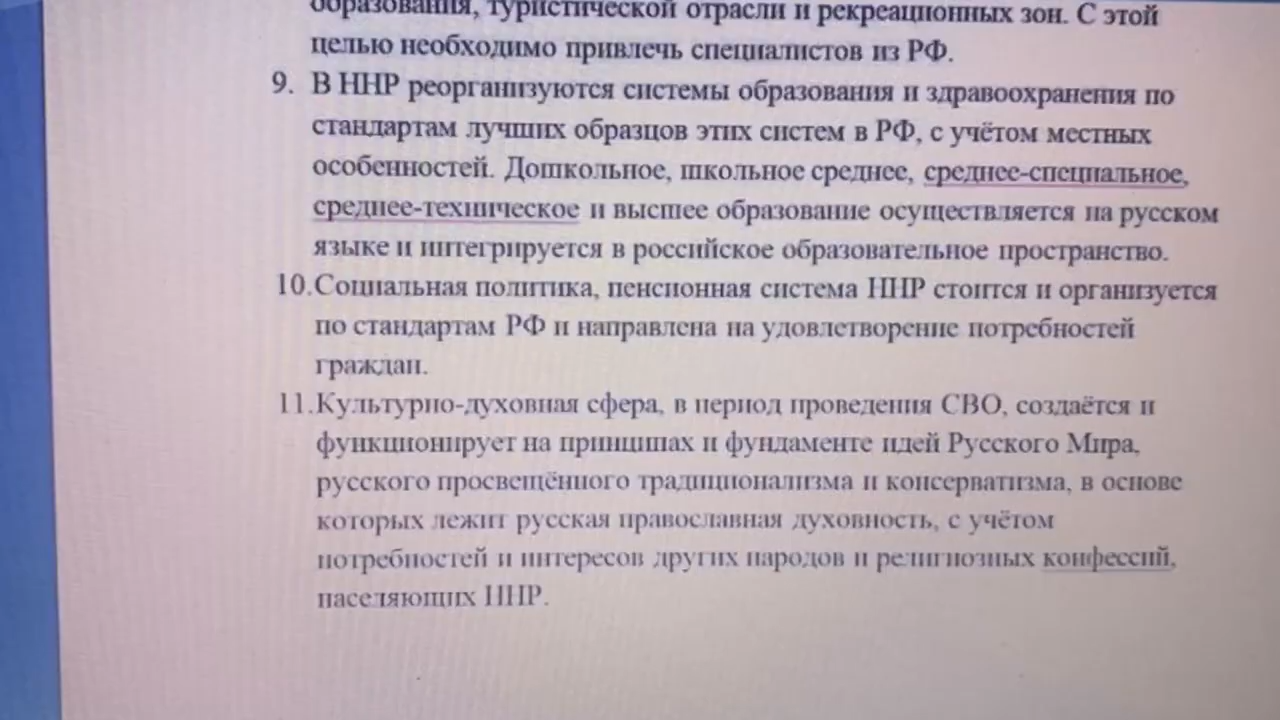 образования, туристической отрасли и рекреационных зон. С этой
целью необходимо привлечь специалистов из РФ.
9. В ННР реорганизуются системы образования и здравоохранения по
стандартам лучших образцов этих систем в РФ, с учётом местных
особенностей. Дошкольное, школьное среднее, среднее-специальное,
среднее-техническое и высшее образование осуществляется на русском
языке и интегрируется в российское образовательное пространство.
10. Социальная политика, пенсионная система ННР стоится и организуется
по стандартам РФ и направлена на удовлетворение потребностей
граждан.
11. Культурно-духовная сфера, в период проведения СВО, создаётся и
функционирует на принципах и фундаменте идей Русского Мира,
русского просвещённого традиционализма и консерватизма, в основе
которых лежит русская православная духовность, с учётом
потребностей и интересов других народов и религиозных конфессий,
населяющих ННР.